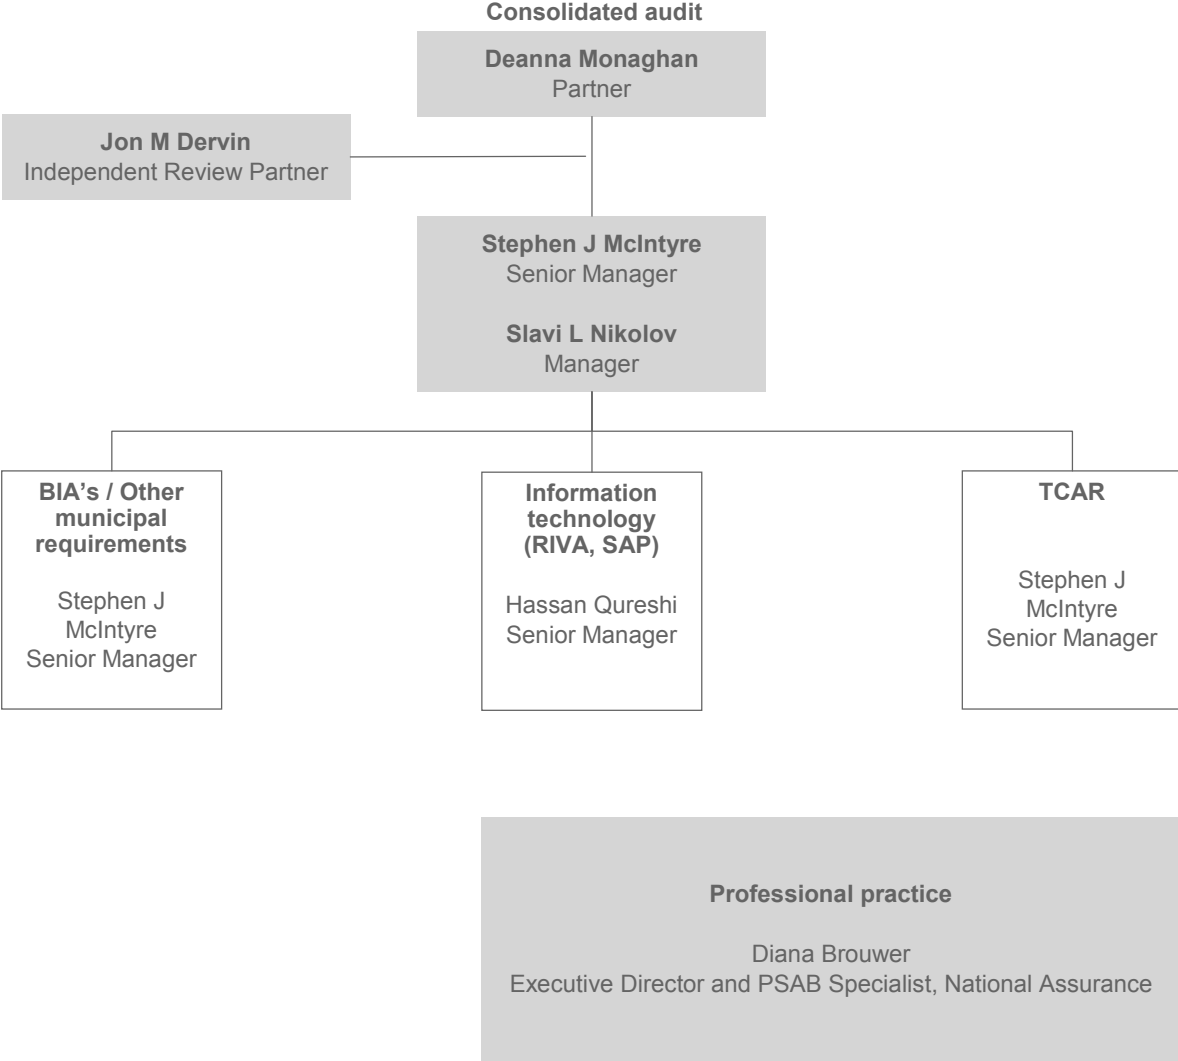 Consolidated audit
Deanna Monaghan
Partner
Jon M Dervin
Independent Review Partner
Stephen J McIntyre
Senior Manager
Slavi L Nikolov
Manager
BIA's / Other
municipal
requirements
Stephen J
McIntyre
Senior Manager
Information
technology
(RIVA, SAP)
Hassan Qureshi
Senior Manager
TCAR
Stephen J
McIntyre
Senior Manager
Professional practice
Diana Brouwer
Executive Director and PSAB Specialist, National Assurance